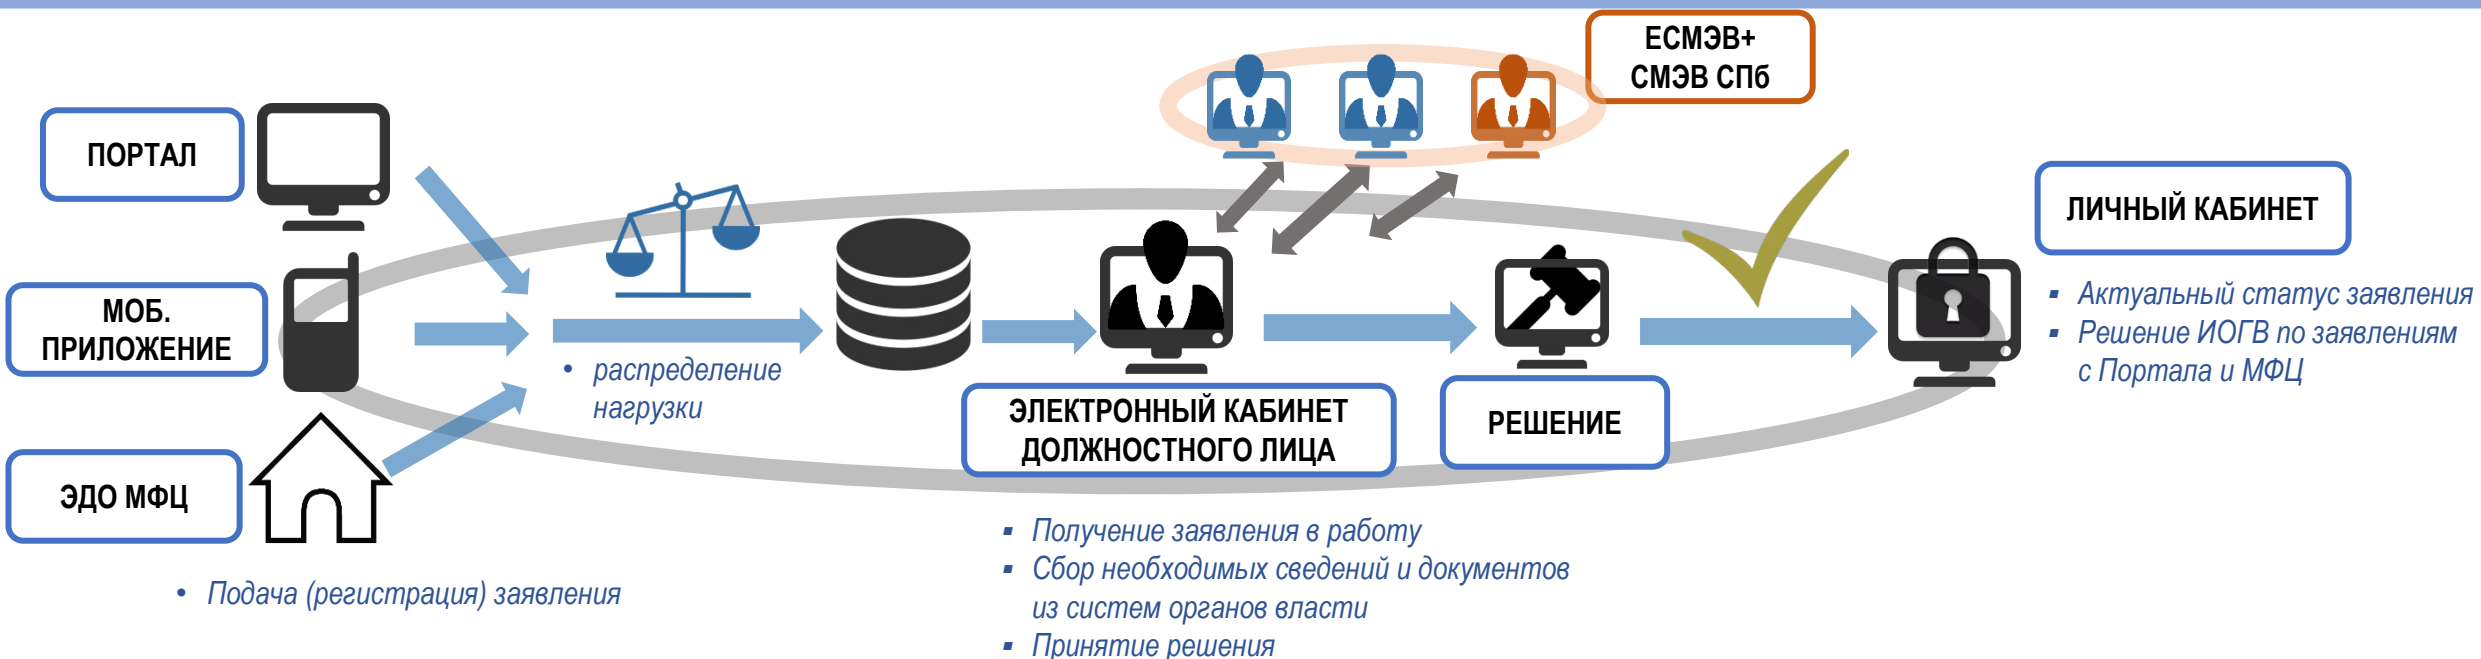 ЕСМЭВ+
СМЭВ СПб
ПОРТАЛ
МОБ.
ПРИЛОЖЕНИЕ
ЭДО МФЦ
• Подача (регистрация) заявления
• распределение
нагрузки
ЭЛЕКТРОННЫЙ КАБИНЕТ
ДОЛЖНОСТНОГО ЛИЦА
▪ Получение заявления в работу
▪ Сбор необходимых сведений и документов
из систем органов власти
▪ Принятие решения
РЕШЕНИЕ
ЛИЧНЫЙ КАБИНЕТ
▪ Актуальный статус заявления
▪ Решение ИОГВ по заявлениям
с Портала и МФЦ